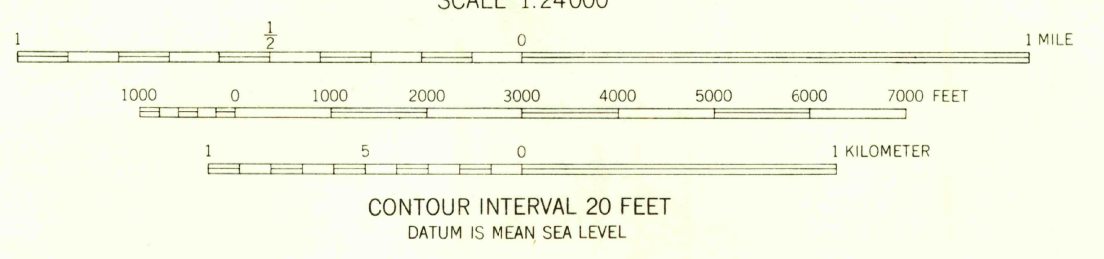 SCALE 1:24000
1 1/2 0 1 MILE
1000 0 1000 2000 3000 4000 5000 6000 7000 FEET
1 5 0 1 KILOMETER
CONTOUR INTERVAL 20 FEET
DATUM IS MEAN SEA LEVEL